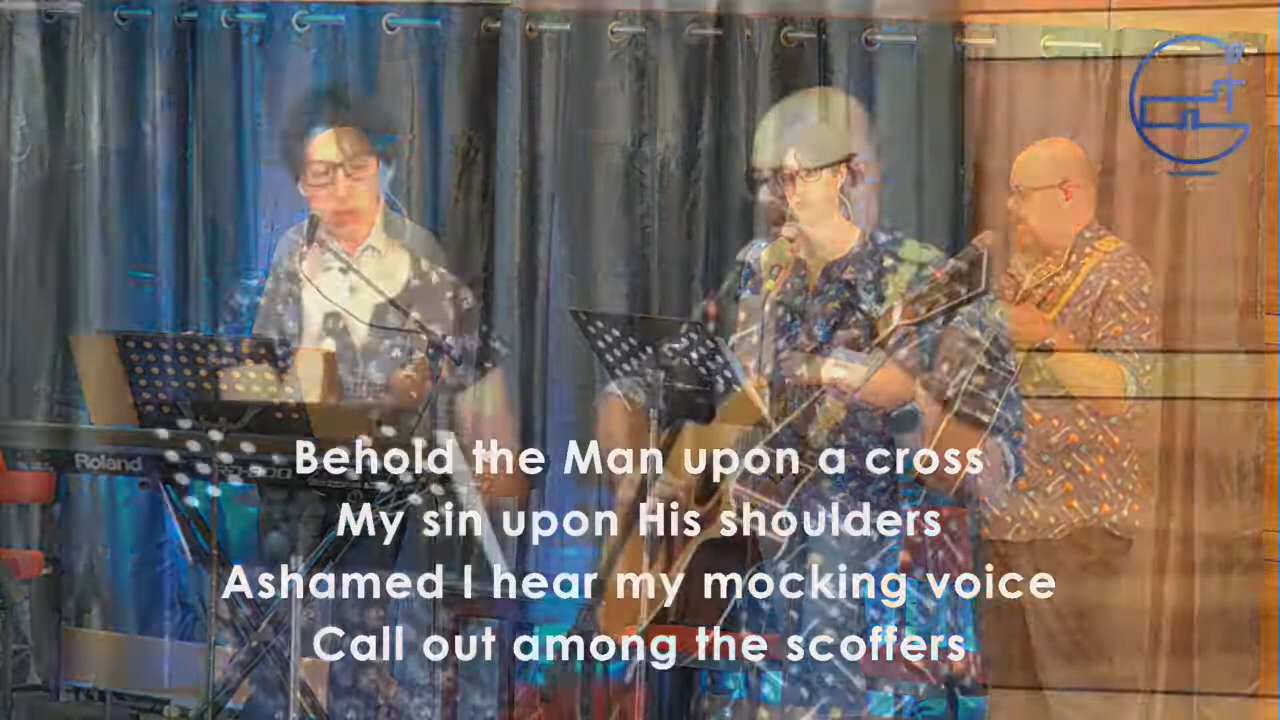 Roland
Behold the Man upon a cross
My sin upon His shoulders
Ashamed I hear my mocking voice
Call out among the scoffers